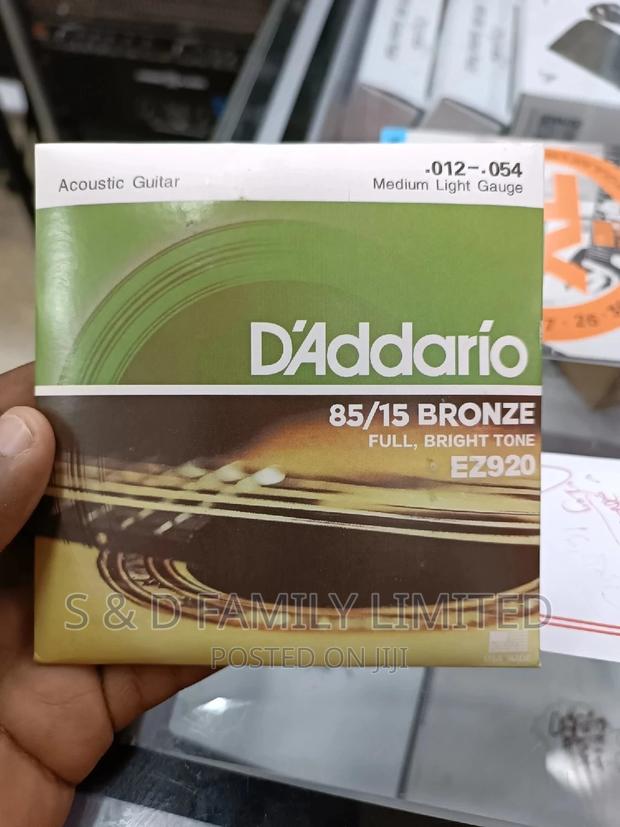 Acoustic Guitar
.012-.054
Medium Light Gauge
D'Addario
85/15 BRONZE
FULL, BRIGHT TONE
EZ920
S & D FAMILY LIMITED
POSTED ON JIJI